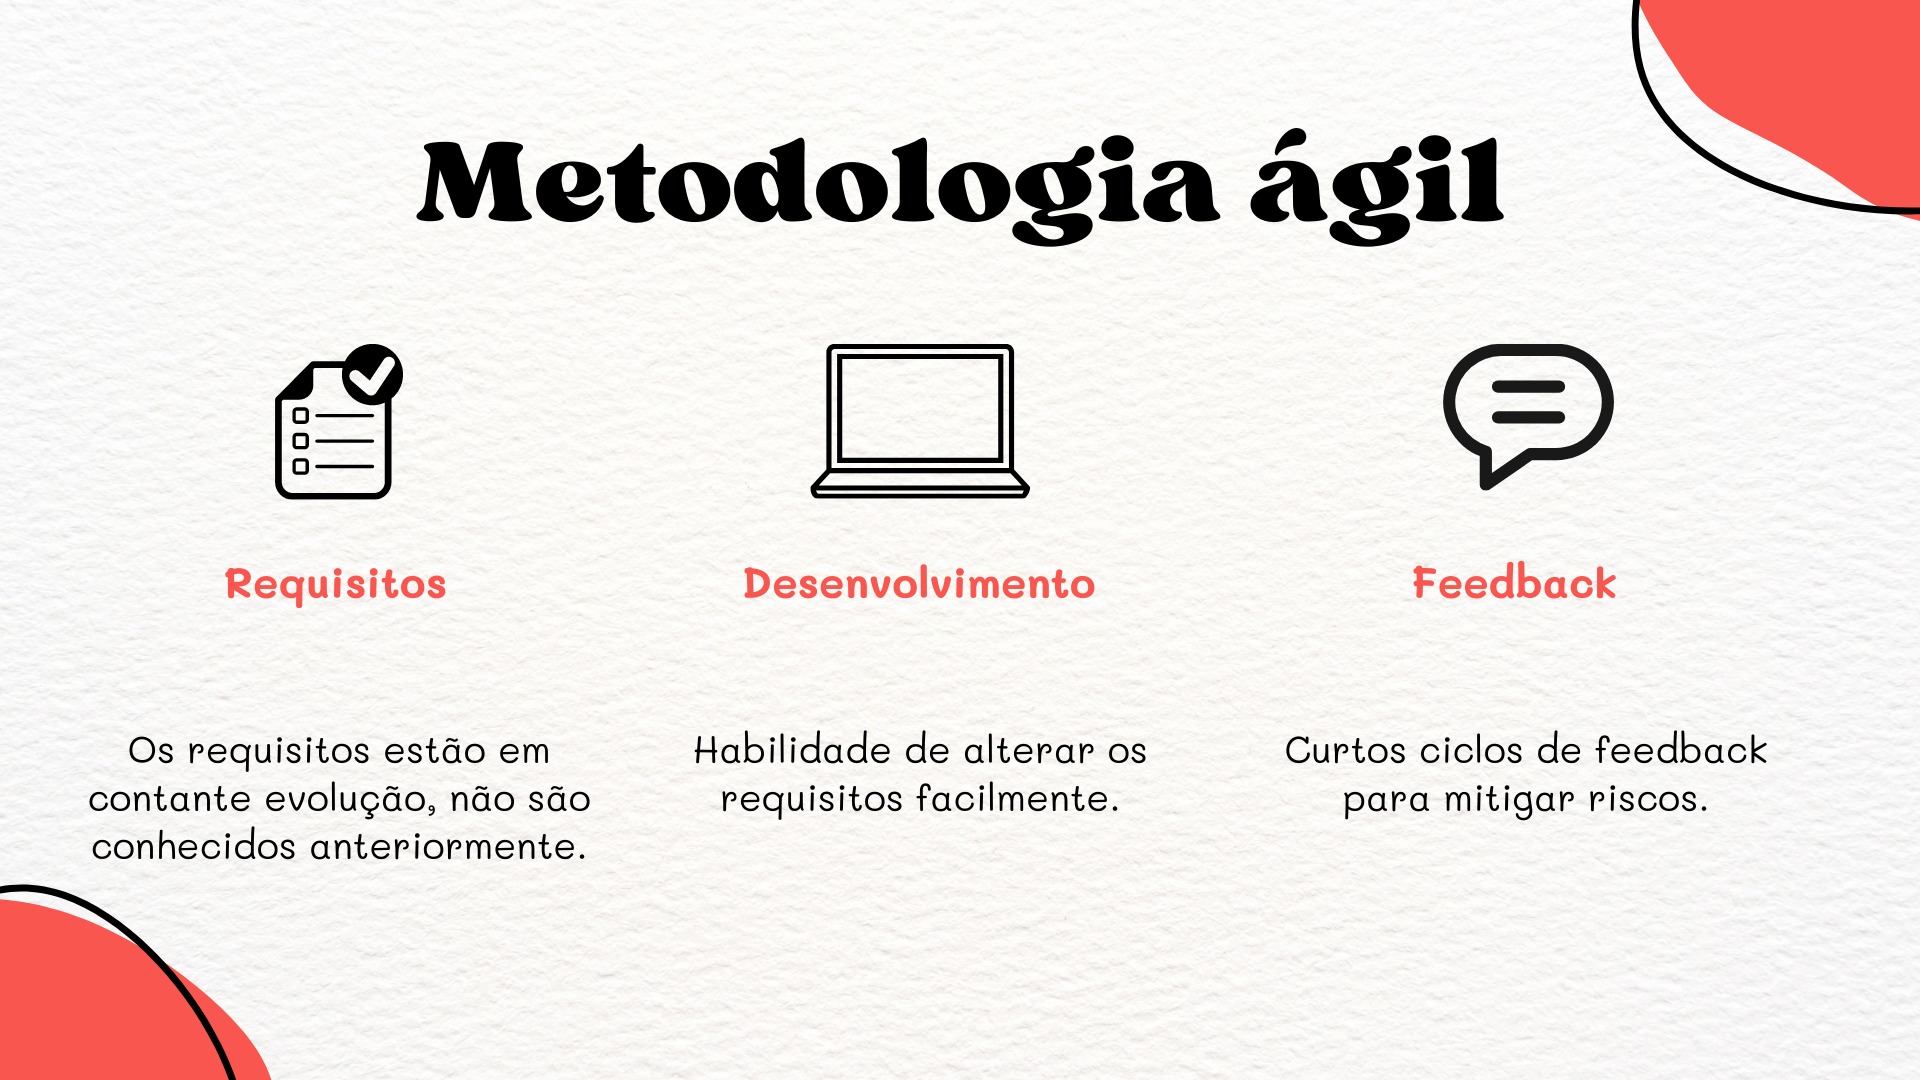 Metodologia ágil
Requisitos
Os requisitos estão em
contante evolução, não são
conhecidos anteriormente.
Desenvolvimento
Habilidade de alterar os
requisitos facilmente.
Feedback
Curtos ciclos de feedback
para mitigar riscos.